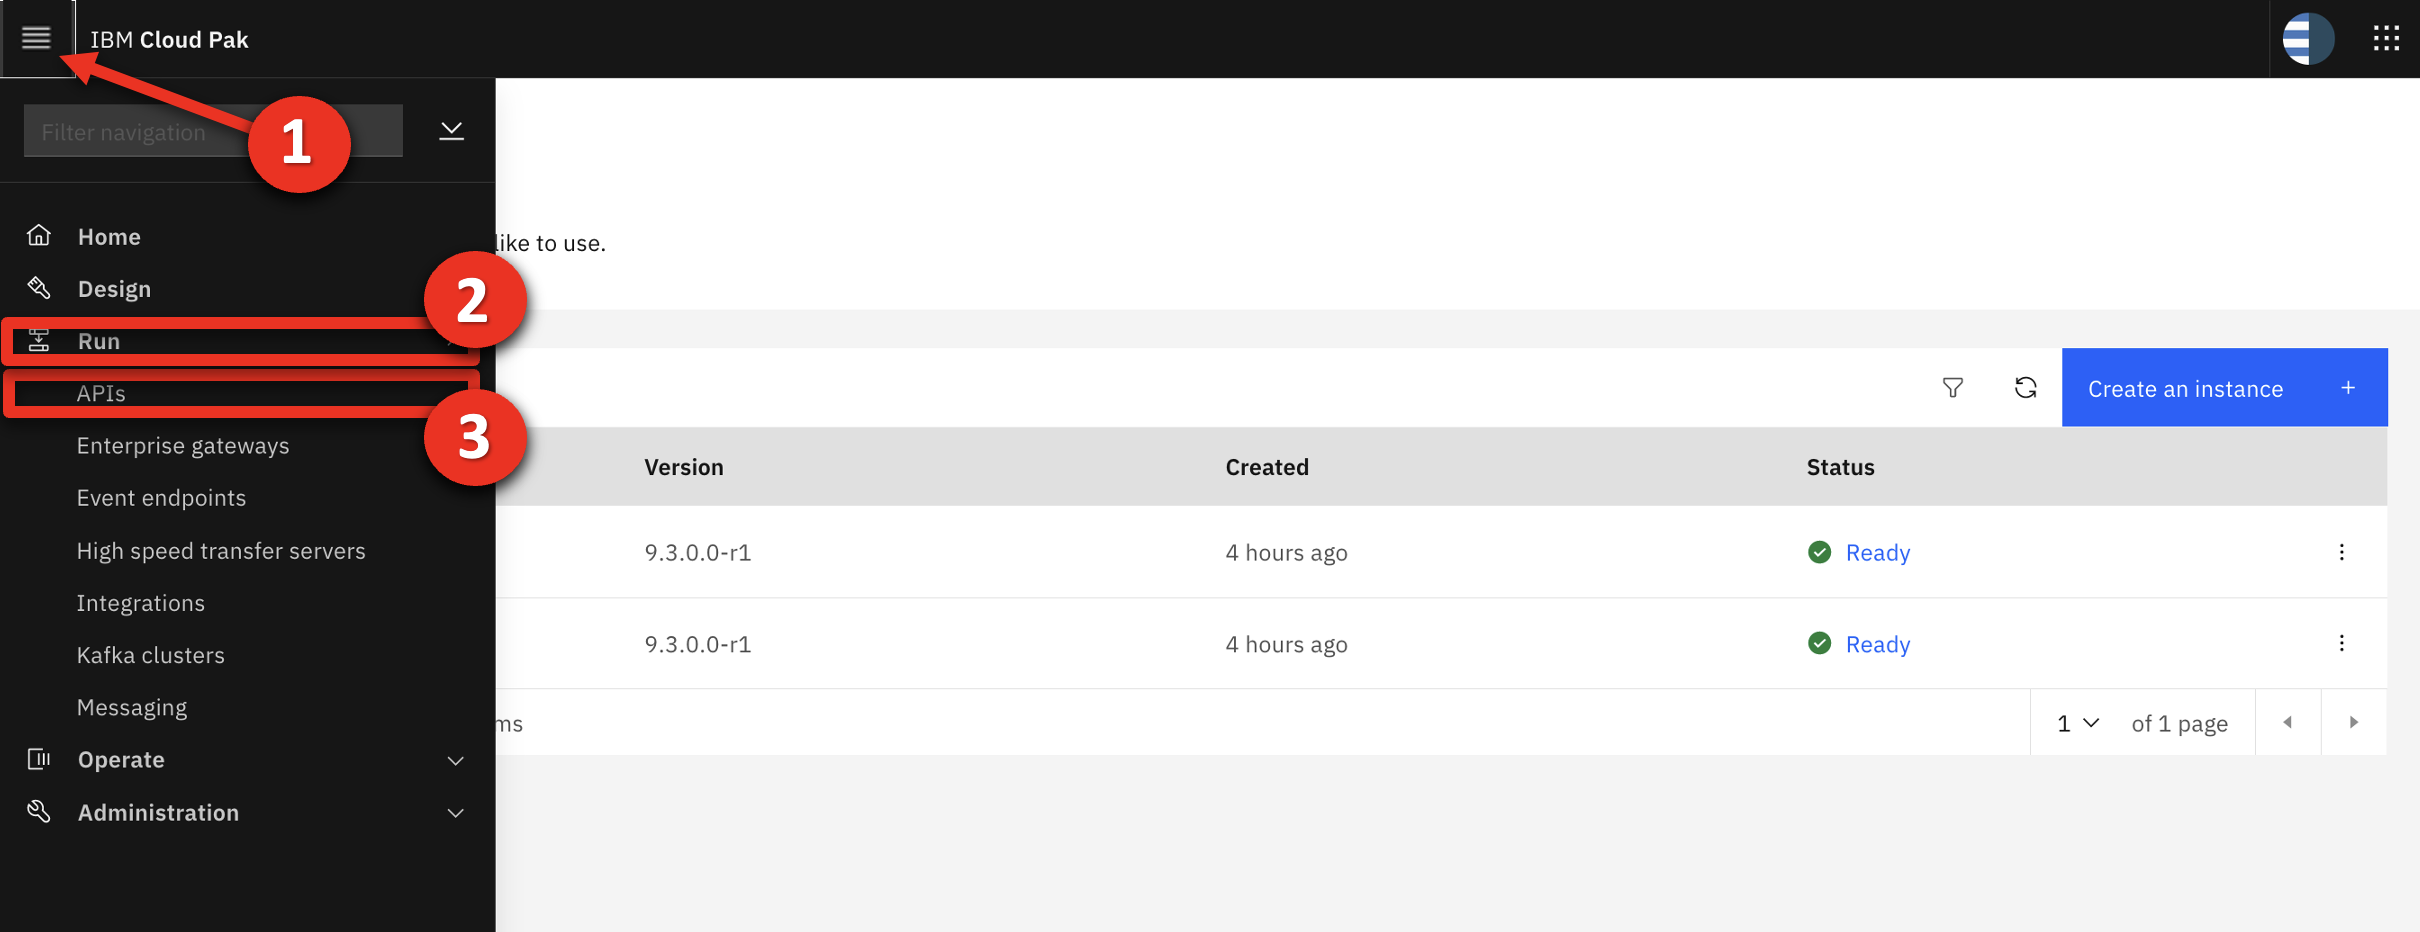 IBM Cloud Pak
Filter navigation
1
Home
like to use.
Design
2
Run
APIs
3
Create an instance +
Enterprise gateways
Version Created Status
Event endpoints
High speed transfer servers
9.3.0.0-r1 4 hours ago Ready
Integrations
Kafka clusters
9.3.0.0-r1 4 hours ago Ready
Messaging
ms 1 of 1 page
Operate
Administration